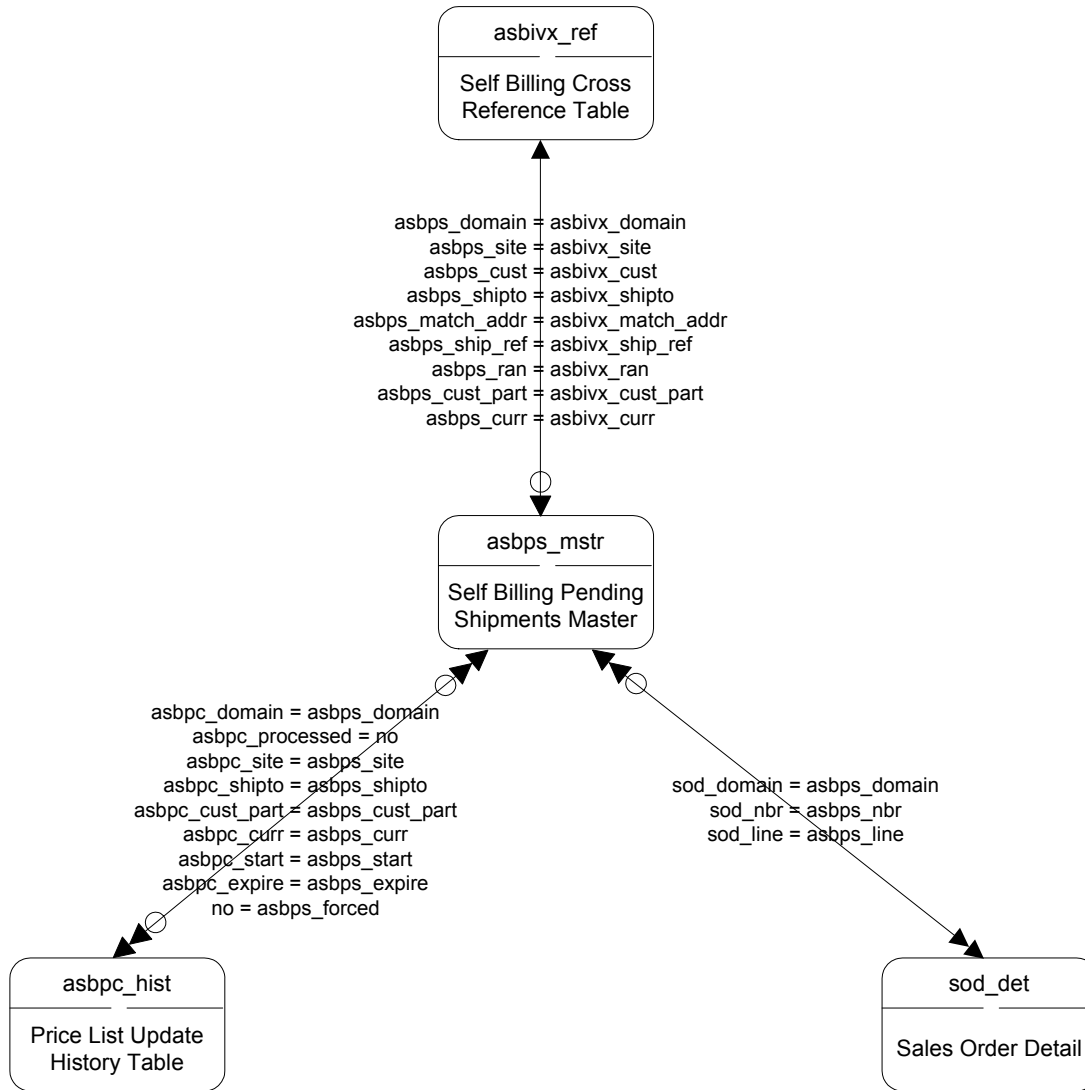 asbivx_ref
Self Billing Cross
Reference Table
asbps_domain = asbivx_domain
asbps_site = asbivx_site
asbps_cust = asbivx_cust
asbps_shipto = asbivx_shipto
asbps_match_addr = asbivx_match_addr
asbps_ship_ref = asbivx_ship_ref
asbps_ran = asbivx_ran
asbps_cust_part = asbivx_cust_part
asbps_curr = asbivx_curr
asbps_mstr
Self Billing Pending
Shipments Master
asbpc_domain = asbps_domain
asbpc_processed = no
asbpc_site = asbps_site
asbpc_shipto = asbps_shipto
asbpc_cust_part = asbps_cust_part
asbpc_curr = asbps_curr
asbpc_start = asbps_start
asbpc_expire = asbps_expire
no = asbps_forced
sod_domain = asbps_domain
sod_nbr = asbps_nbr
sod_line = asbps_line
asbpc_hist
Price List Update
History Table
sod_det
Sales Order Detail